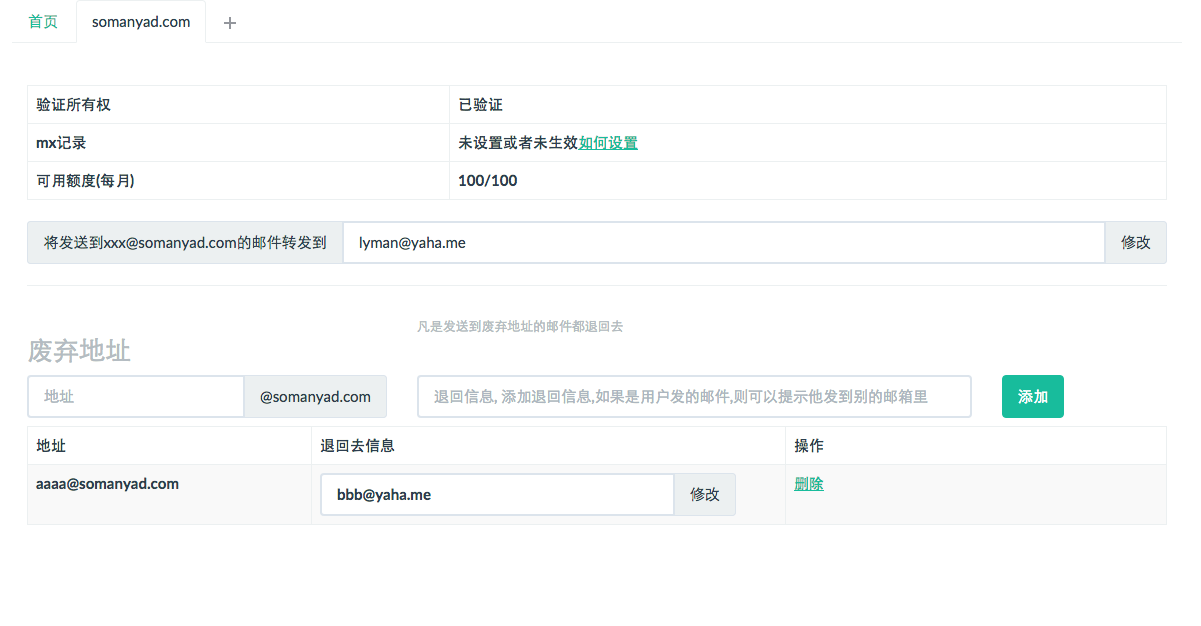 首页 somanyad.com +
验证所有权 已验证
mx记录 未设置或者未生效如何设置
可用额度(每月) 100/100
将发送到xxx@somanyad.com的邮件转发到 lyman@yaha.me 修改
凡是发送到废弃地址的邮件都退回去
废弃地址
地址 @somanyad.com 退回信息, 添加退回信息,如果是用户发的邮件,则可以提示他发到别的邮箱里 添加
地址 退回去信息 操作
aaaa@somanyad.com bbb@yaha.me 修改 删除